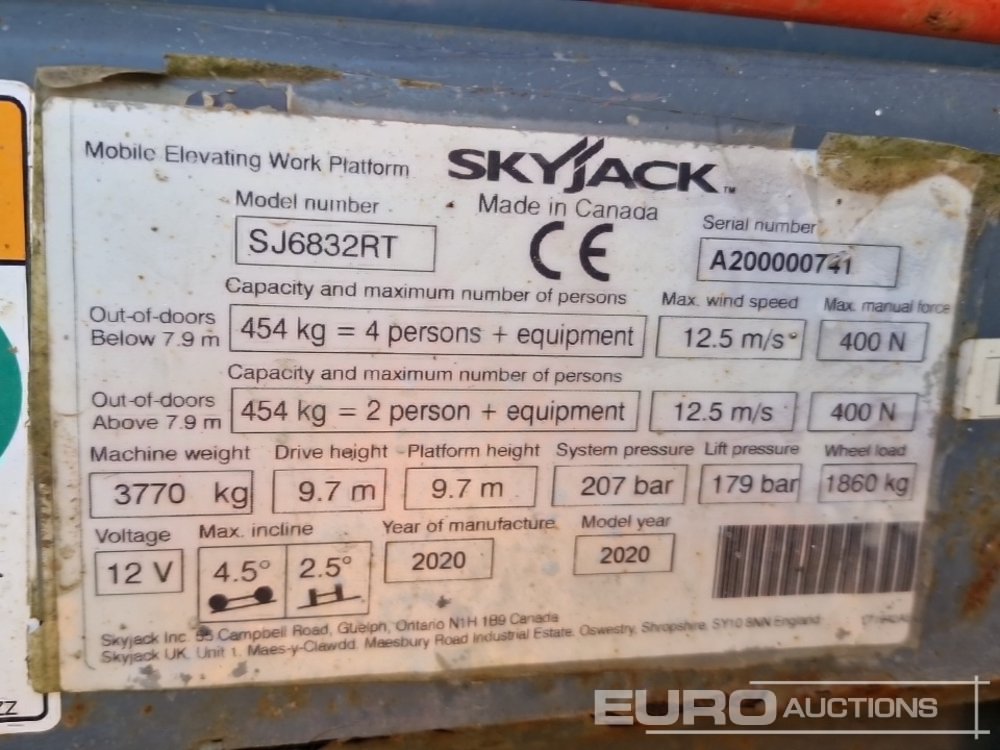 Mobile Elevating Work Platform
SKYJACK™
Made in Canada
CE
Model number
SJ6832RT
Serial number
A200000741
Capacity and maximum number of persons
Max. wind speed
Max. manual force
Out-of-doors
Below 7.9 m
454 kg = 4 persons + equipment
12.5 m/s
400 N
Capacity and maximum number of persons
Out-of-doors
Above 7.9 m
454 kg = 2 person + equipment
12.5 m/s
400 N
Machine weight
Drive height
Platform height
System pressure
Lift pressure
Wheel load
3770 kg
9.7 m
9.7 m
207 bar
179 bar
1860 kg
Voltage
Max. incline
Year of manufacture
Model year
12 V
4.5°
2.5°
2020
2020
Skyjack Inc. 55 Campbell Road, Guelph, Ontario N1H 1B9 Canada
Skyjack UK. Unit 1. Maes-y-Clawdd. Maesbury Road Industrial Estate. Oswestry, Shropshire. SY10 8NN England
EURO AUCTIONS